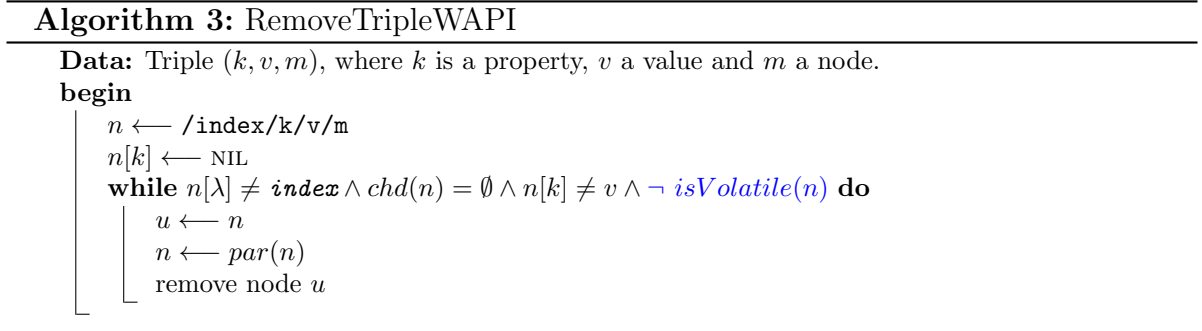 Algorithm 3: RemoveTripleWAPI
Data: Triple (k, v, m), where k is a property, v a value and m a node.
begin
n ⟵ /index/k/v/m
n[k] ⟵ NIL
while n[λ] ≠ index ∧ chd(n) = ∅ ∧ n[k] ≠ v ∧ ¬ isVolatile(n) do
u ⟵ n
n ⟵ par(n)
remove node u